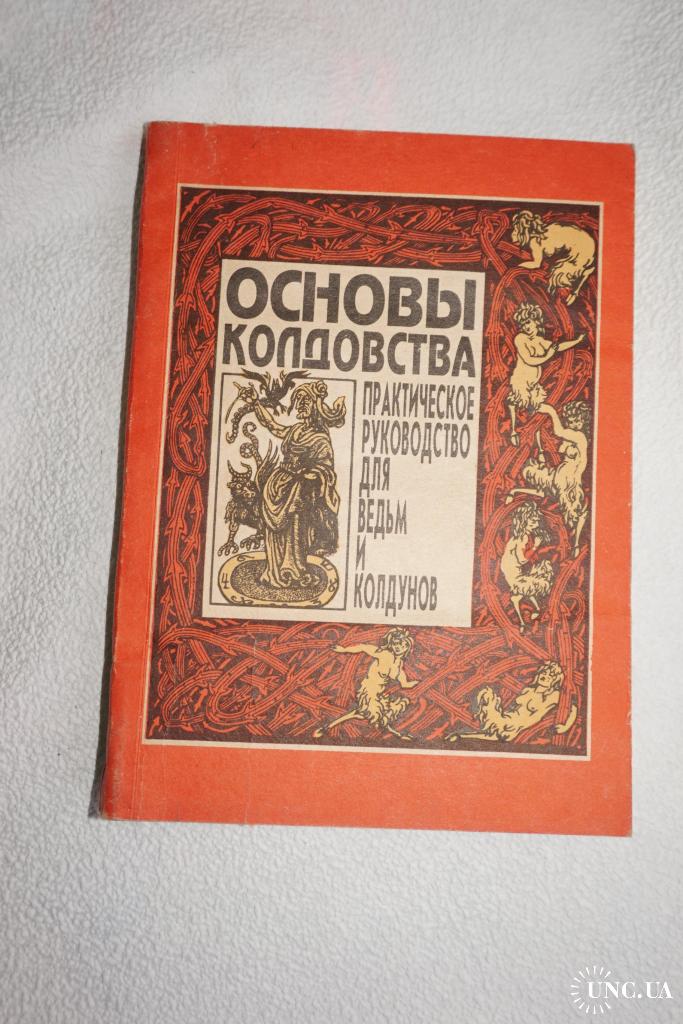 ОСНОВЫ
КОЛДОВСТВА
ПРАКТИЧЕСКОЕ
РУКОВОДСТВО
ДЛЯ
ВЕДЬМ
И
КОЛДУНОВ
UNC.UA